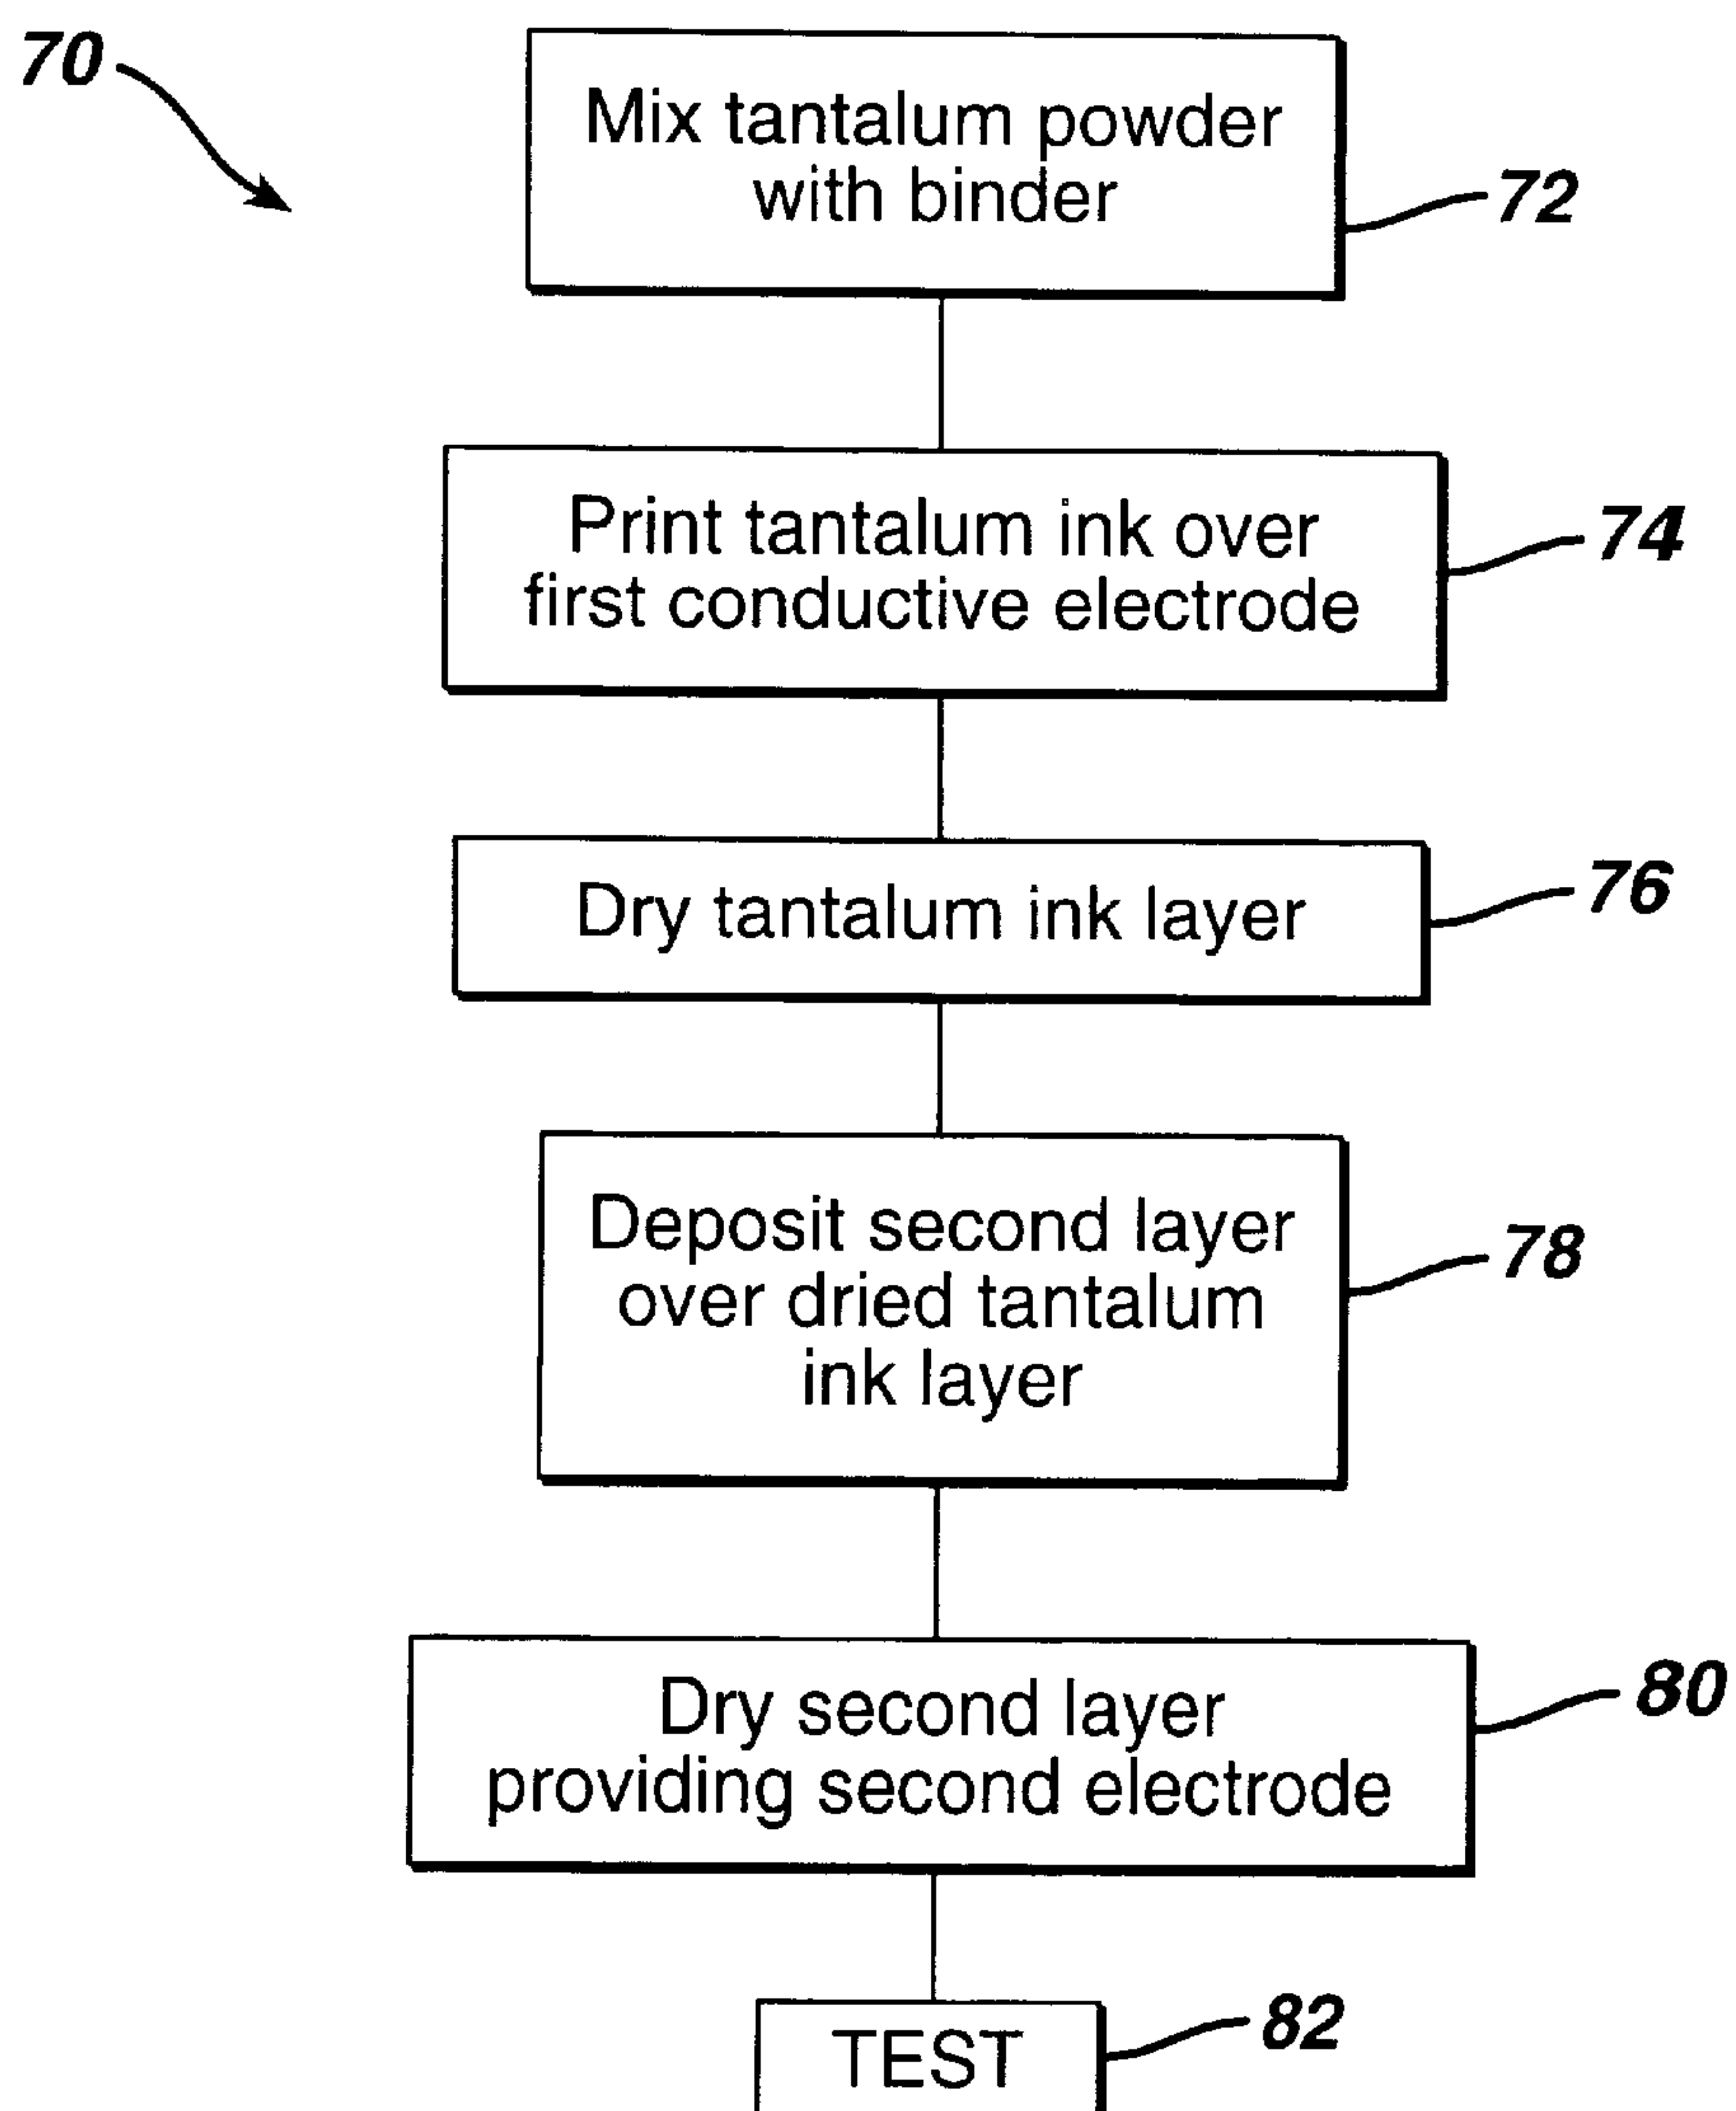 70
Mix tantalum powder
with binder
72
Print tantalum ink over
first conductive electrode
74
Dry tantalum ink layer
76
Deposit second layer
over dried tantalum
ink layer
78
Dry second layer
providing second electrode
80
TEST
82